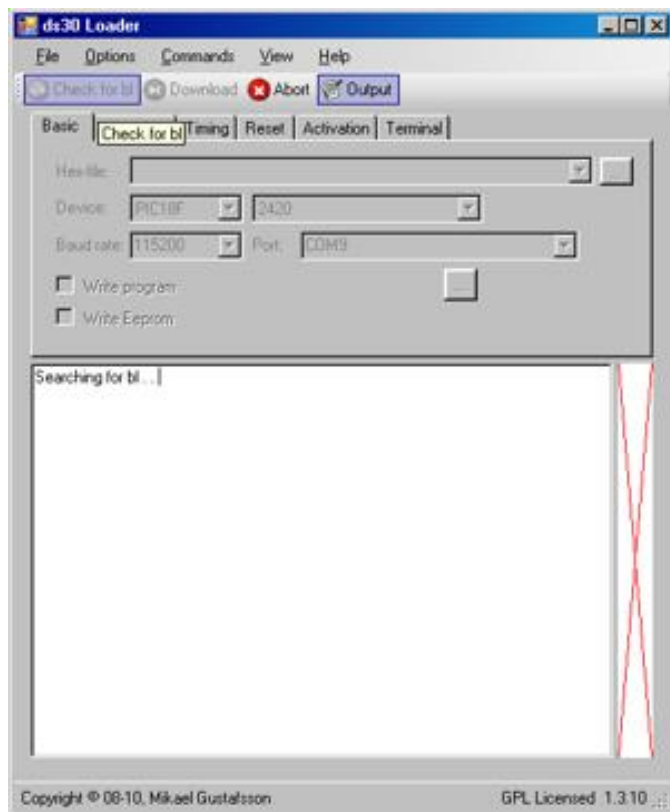 ds30 Loader
File Options Commands View Help
Check for bl Download Abort Output
Basic Timing Reset Activation Terminal
Check for bl
Hex-file:
Device: PIC18F 2420
Baud rate: 115200 Port: COM9
Write program
Write Eeprom
Searching for bl...
Copyright © 08-10, Mikael Gustafsson GPL Licensed 1.3.10